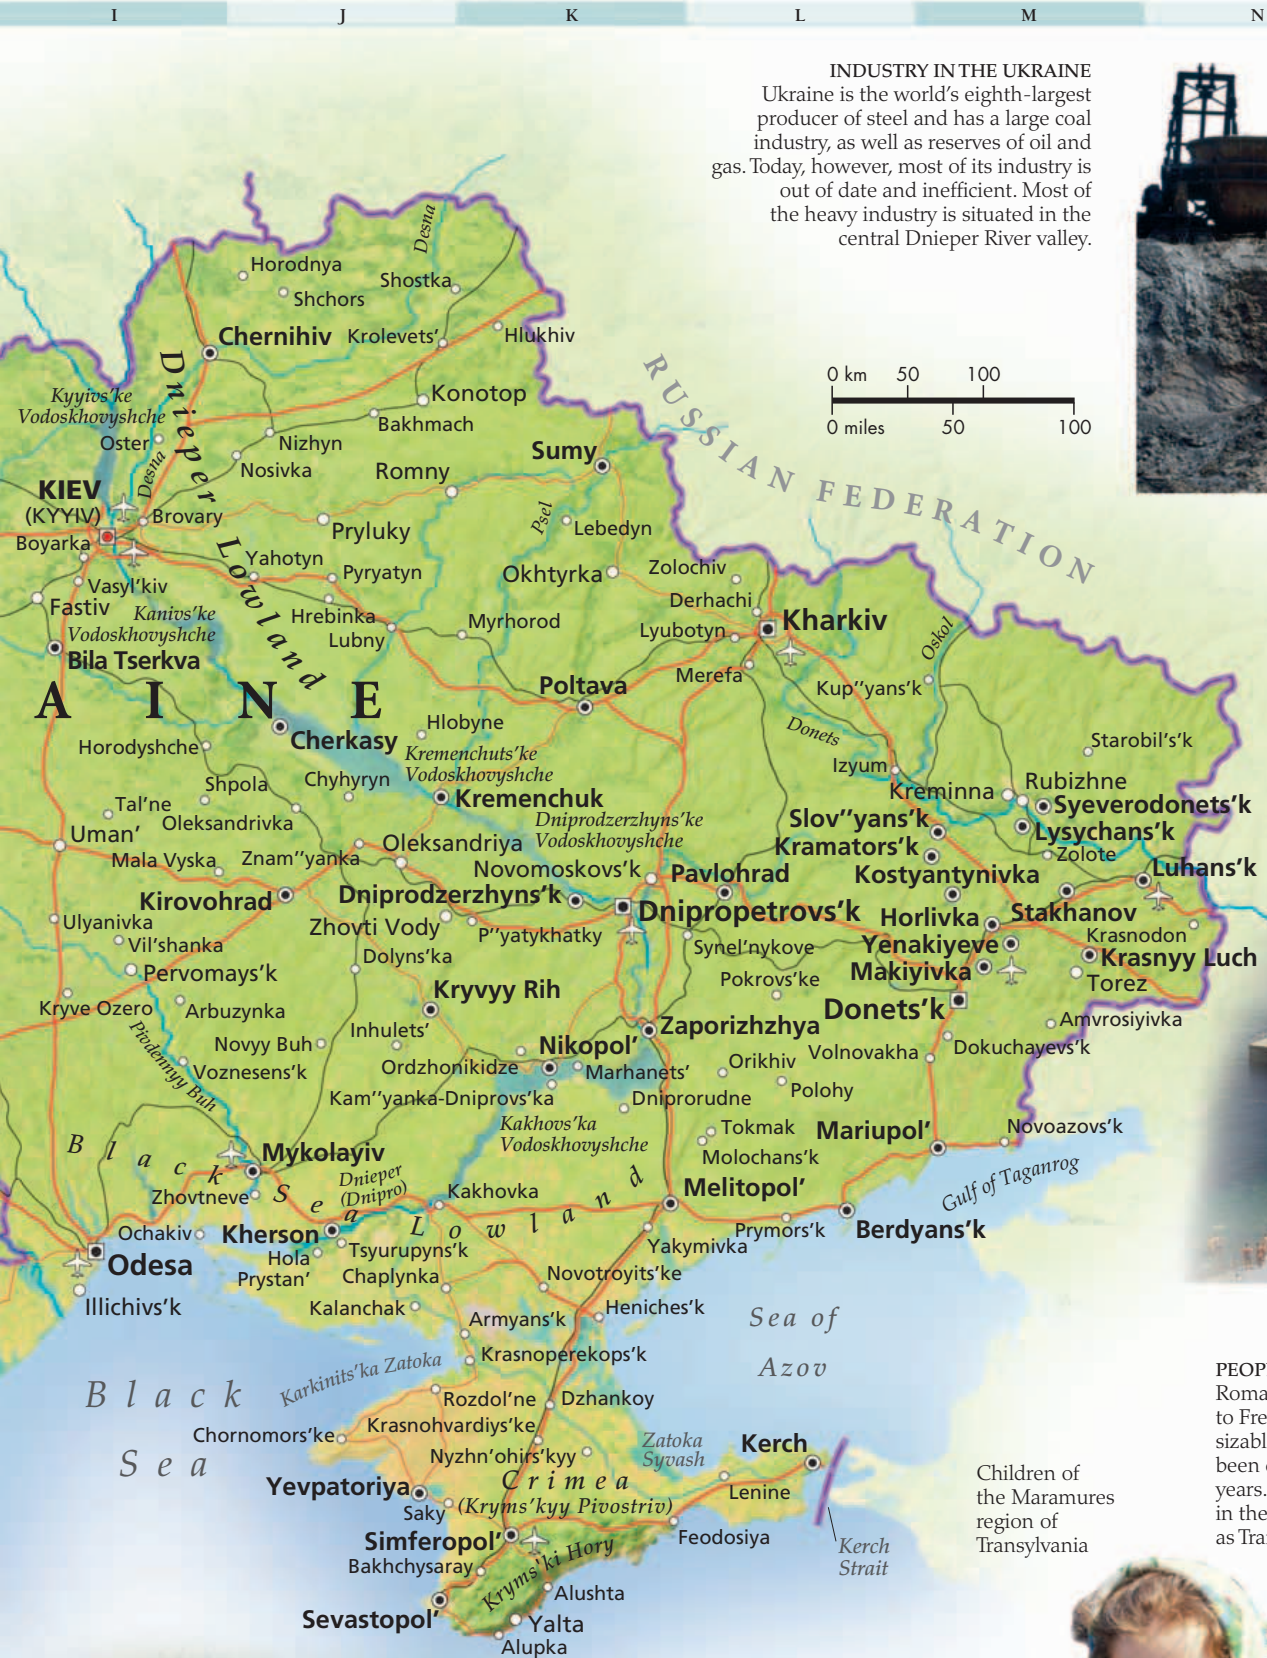 I J K L M N
INDUSTRY IN THE UKRAINE
Ukraine is the world's eighth-largest
producer of steel and has a large coal
industry, as well as reserves of oil and
gas. Today, however, most of its industry is
out of date and inefficient. Most of
the heavy industry is situated in the
central Dnieper River valley.
0 km 50 100
0 miles 50 100
RUSSIAN FEDERATION
Desna
Horodnya
Shostka
Shchors
Chernihiv
Krolevets'
Hlukhiv
Dnieper Lowland
Kyyivs'ke
Vodoskhovyshche
Konotop
Bakhmach
Oster
Nizhyn
Desna
Nosivka
Romny
Sumy
KIEV
(KYYIV)
Brovary
Pryluky
Psel
Lebedyn
Boyarka
Yahotyn
Pyryatyn
Okhtyrka
Zolochiv
Vasyl'kiv
Derhachi
Fastiv
Kanivs'ke
Vodoskhovyshche
Hrebinka
Lubny
Myrhorod
Lyubotyn
Kharkiv
Oskol
Bila Tserkva
Merefa
Kup"yans'k
Poltava
A I N E
Hlobyne
Donets
Cherkasy
Horodyshche
Kremenchuts'ke
Vodoskhovyshche
Starobil's'k
Izyum
Shpola
Chyhyryn
Kreminna
Rubizhne
Tal'ne
Oleksandrivka
Kremenchuk
Syeverodonets'k
Dniprodzerzhyns'ke
Vodoskhovyshche
Slov"yans'k
Lysychans'k
Uman'
Oleksandriya
Kramators'k
Zolote
Mala Vyska
Znam"yanka
Novomoskovs'k
Pavlohrad
Kostyantynivka
Luhans'k
Kirovohrad
Dniprodzerzhyns'k
Dnipropetrovs'k
Horlivka
Stakhanov
Ulyanivka
Zhovti Vody
P"yatykhatky
Krasnodon
Vil'shanka
Synel'nykove
Yenakiyeve
Krasnyy Luch
Pervomays'k
Dolyns'ka
Pokrovs'ke
Makiyivka
Torez
Kryvyy Rih
Donets'k
Kryve Ozero
Arbuzynka
Inhulets'
Zaporizhzhya
Amvrosiyivka
Pivdennyy Buh
Novyy Buh
Nikopol'
Volnovakha
Dokuchayevs'k
Voznesens'k
Ordzhonikidze
Marhanets'
Orikhiv
Kam"yanka-Dniprovs'ka
Dniprorudne
Polohy
Kakhovs'ka
Vodoskhovyshche
Tokmak
Mariupol'
Novoazovs'k
Molochans'k
Black Sea Lowland
Mykolayiv
Dnieper
(Dnipro)
Gulf of Taganrog
Zhovtneve
Kakhovka
Melitopol'
Ochakiv
Kherson
Prymors'k
Berdyans'k
Odesa
Hola
Prystan'
Tsyurupyns'k
Yakymivka
Chaplynka
Novotroyits'ke
Illichivs'k
Kalanchak
Armyans'k
Heniches'k
Sea of
Azov
Krasnoperekops'k
Karkinits'ka Zatoka
Black
Sea
Rozdol'ne
Dzhankoy
Krasnohvardiys'ke
Chornomors'ke
Nyzhn'ohirs'kyy
Zatoka
Syvash
Kerch
Yevpatoriya
Crimea
(Kryms'kyy Pivostriv)
Lenine
Saky
Simferopol'
Feodosiya
Kerch
Strait
Bakhchysaray
Kryms'ki Hory
Alushta
Sevastopol'
Yalta
Alupka
Children of
the Maramures
region of
Transylvania
PEOP
Roma
to Fre
sizabl
been
years.
in the
as Tra